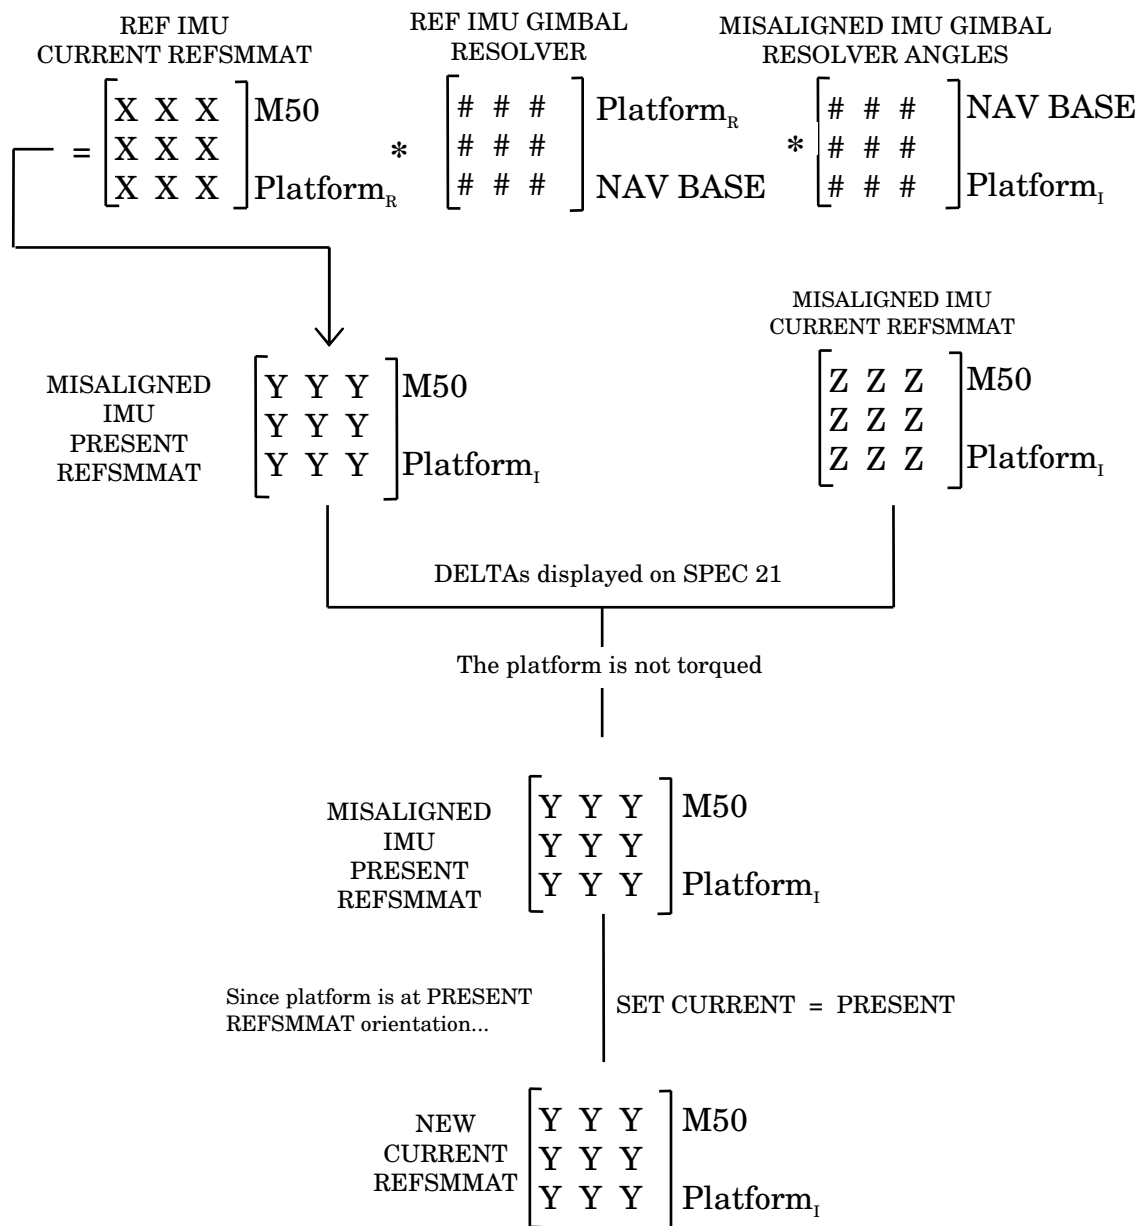 REF IMU
CURRENT REFSMMAT
REF IMU GIMBAL
RESOLVER
MISALIGNED IMU GIMBAL
RESOLVER ANGLES
X X X M50
X X X
X X X Platform_R
=
*
# # # Platform_R
# # #
# # # NAV BASE
*
# # # NAV BASE
# # #
# # # Platform_I
MISALIGNED IMU
CURRENT REFSMMAT
MISALIGNED
IMU
PRESENT
REFSMMAT
Y Y Y M50
Y Y Y
Y Y Y Platform_I
Z Z Z M50
Z Z Z
Z Z Z Platform_I
DELTAs displayed on SPEC 21
The platform is not torqued
MISALIGNED
IMU
PRESENT
REFSMMAT
Y Y Y M50
Y Y Y
Y Y Y Platform_I
Since platform is at PRESENT
REFSMMAT orientation...
SET CURRENT = PRESENT
NEW
CURRENT
REFSMMAT
Y Y Y M50
Y Y Y
Y Y Y Platform_I